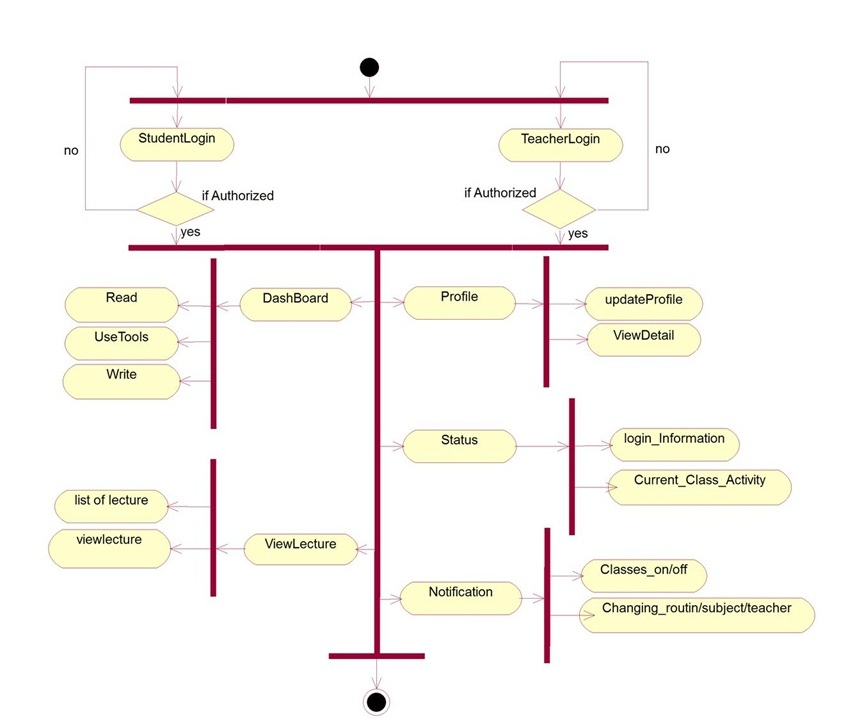 StudentLogin
TeacherLogin
no
no
if Authorized
if Authorized
yes
yes
Read
DashBoard
Profile
updateProfile
UseTools
ViewDetail
Write
Status
login_Information
Current_Class_Activity
list of lecture
viewlecture
ViewLecture
Classes_on/off
Notification
Changing_routin/subject/teacher